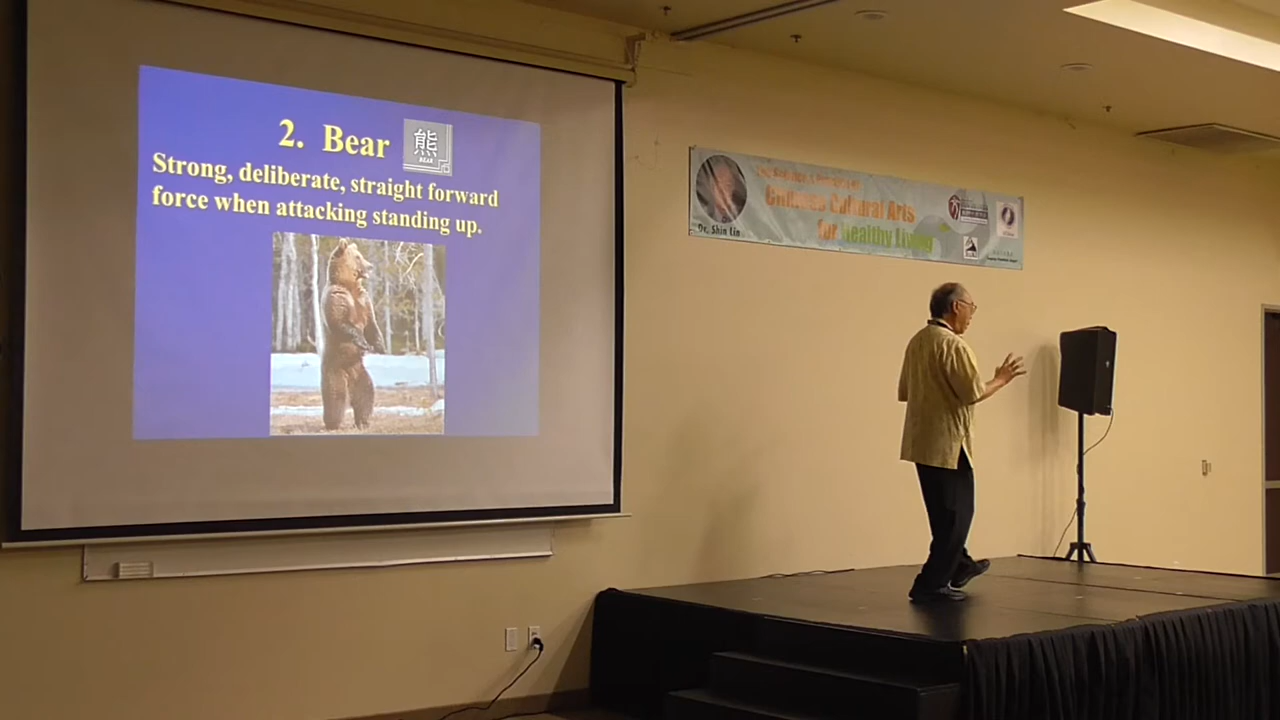 2. Bear
熊
BEAR
Strong, deliberate, straight forward
force when attacking standing up.
Chinese Cultural Arts
for Healthy Living
Dr. Shin Lin